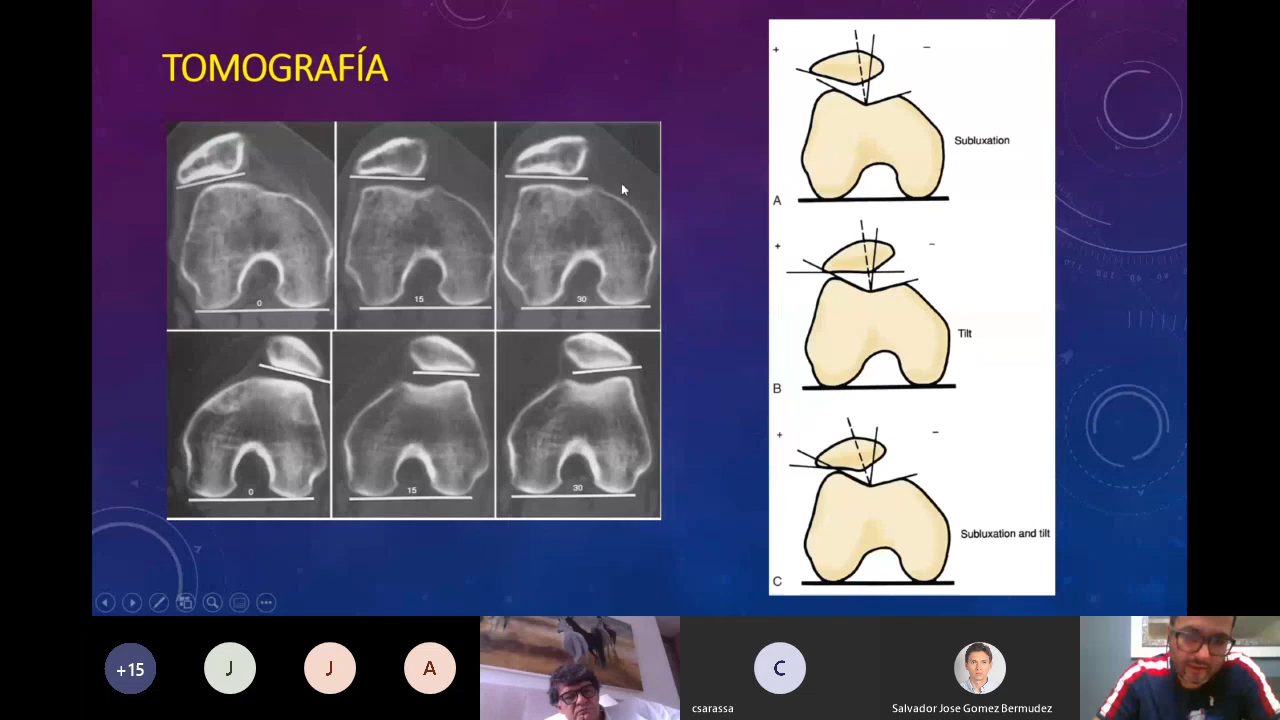 TOMOGRAFÍA
0
15
30
0
15
30
+
−
Subluxation
A
+
−
Tilt
B
+
−
Subluxation and tilt
C
+15
J
J
A
C
csarassa
Salvador Jose Gomez Bermudez